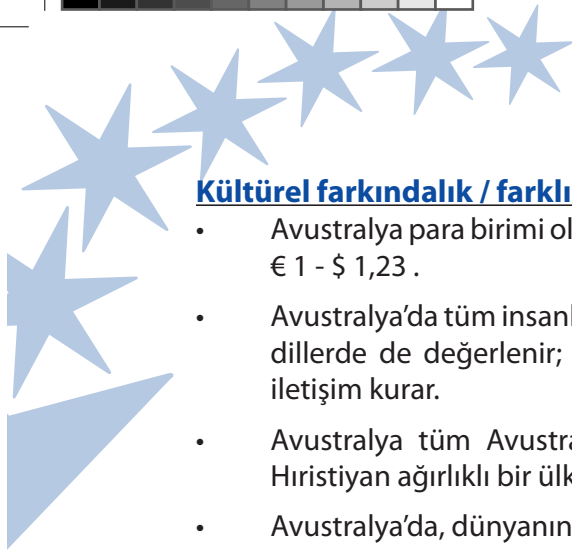 Kültürel farkındalık / farklı
• Avustralya para birimi ol
€ 1 - $ 1,23 .
• Avustralya’da tüm insanl
dillerde de değerlenir;
iletişim kurar.
• Avustralya tüm Avustra
Hıristiyan ağırlıklı bir ülk
• Avustralya’da, dünyanın